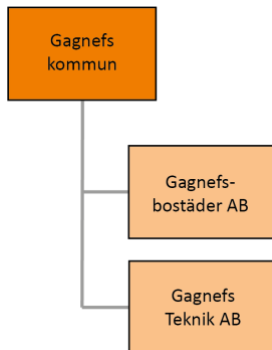 Gagnefs
kommun
Gagnefs-
bostäder AB
Gagnefs
Teknik AB